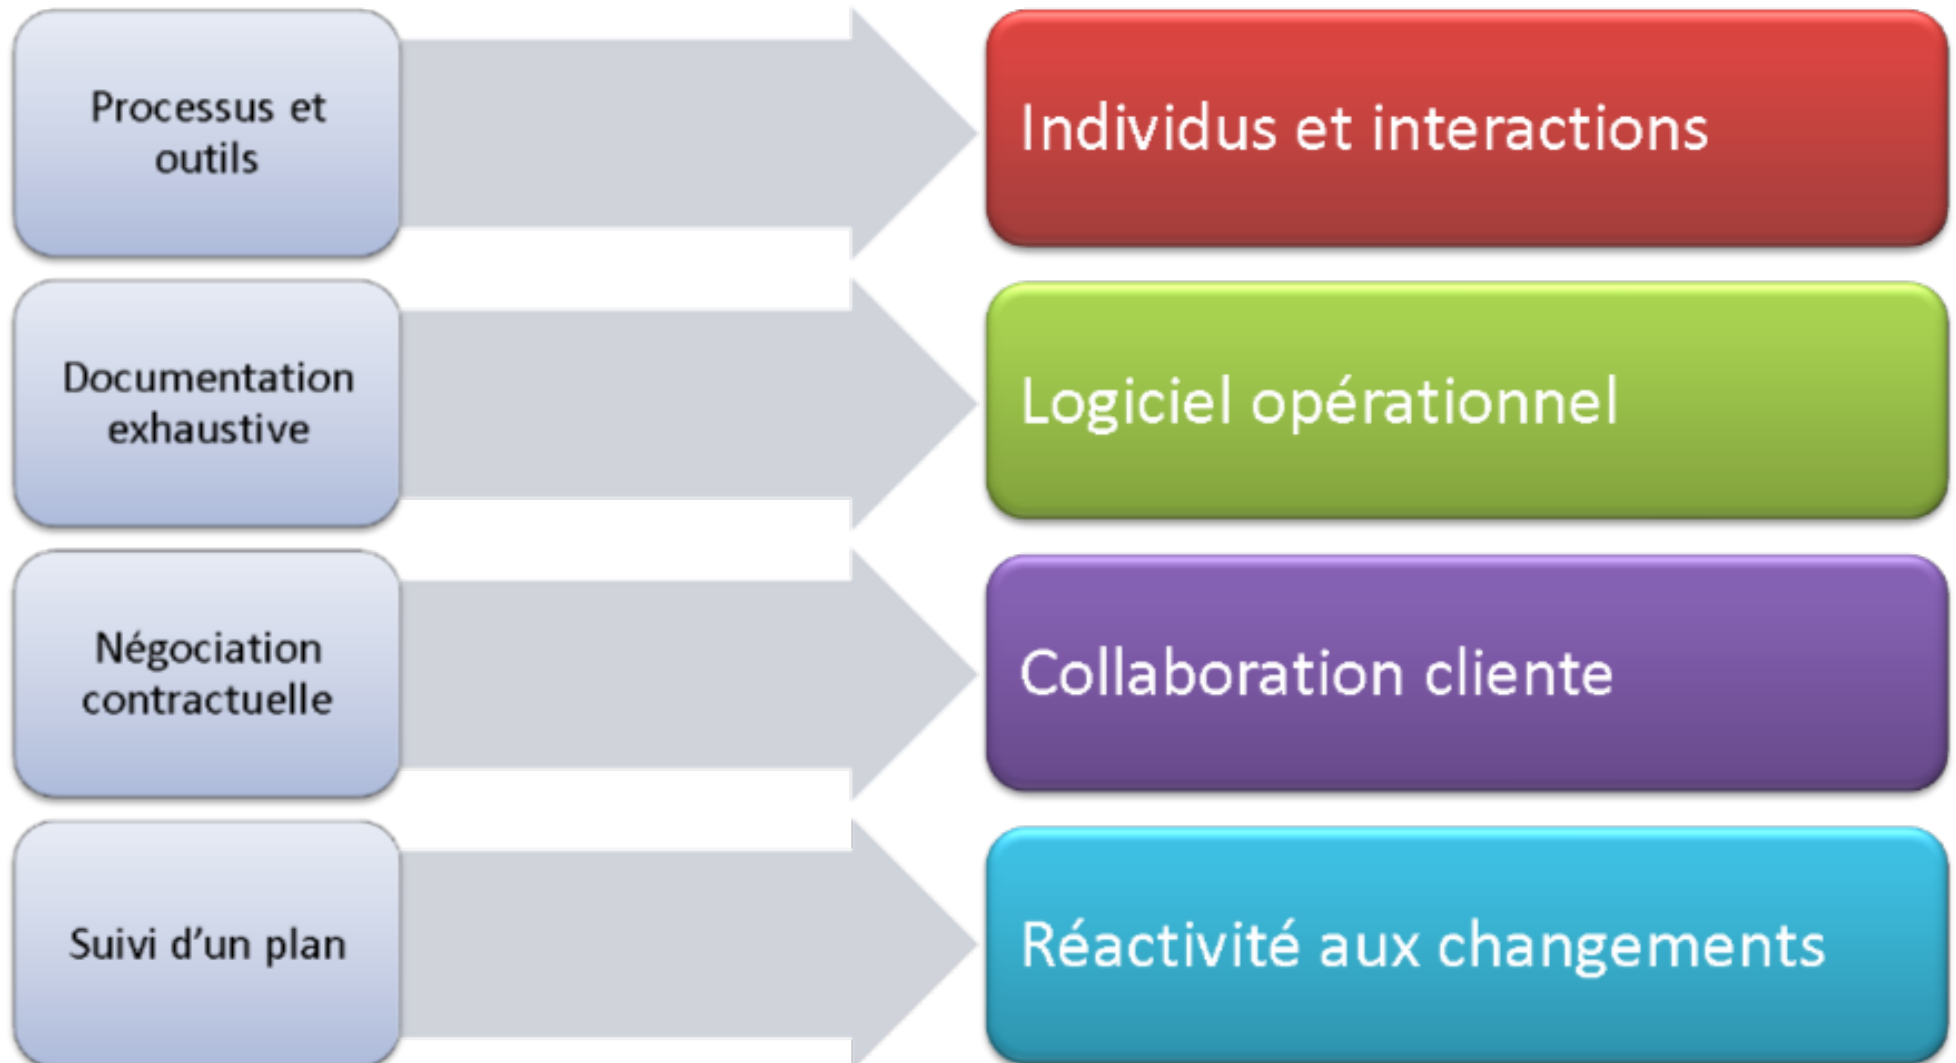 Processus et
outils
Individus et interactions
Documentation
exhaustive
Logiciel opérationnel
Négociation
contractuelle
Collaboration cliente
Suivi d’un plan
Réactivité aux changements